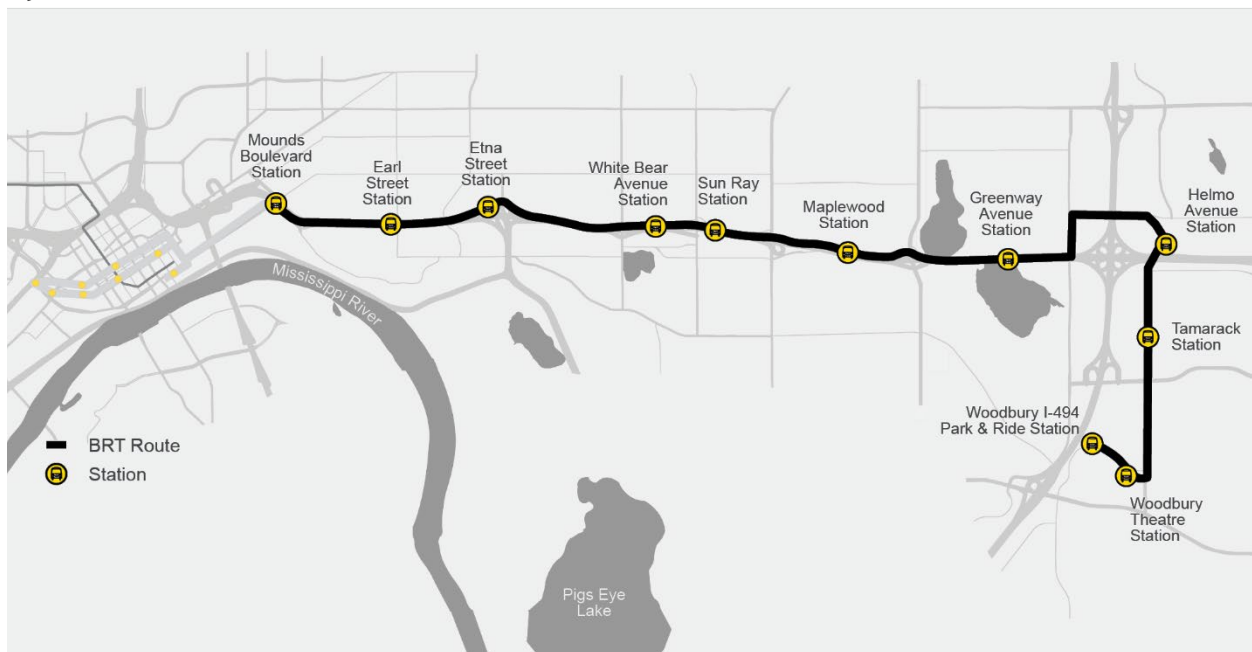 Mounds
Boulevard
Station
Earl
Street
Station
Etna
Street
Station
White Bear
Avenue
Station
Sun Ray
Station
Maplewood
Station
Greenway
Avenue
Station
Helmo
Avenue
Station
Mississippi River
Tamarack
Station
Woodbury I-494
Park & Ride Station
Woodbury
Theatre
Station
BRT Route
Station
Pigs Eye
Lake